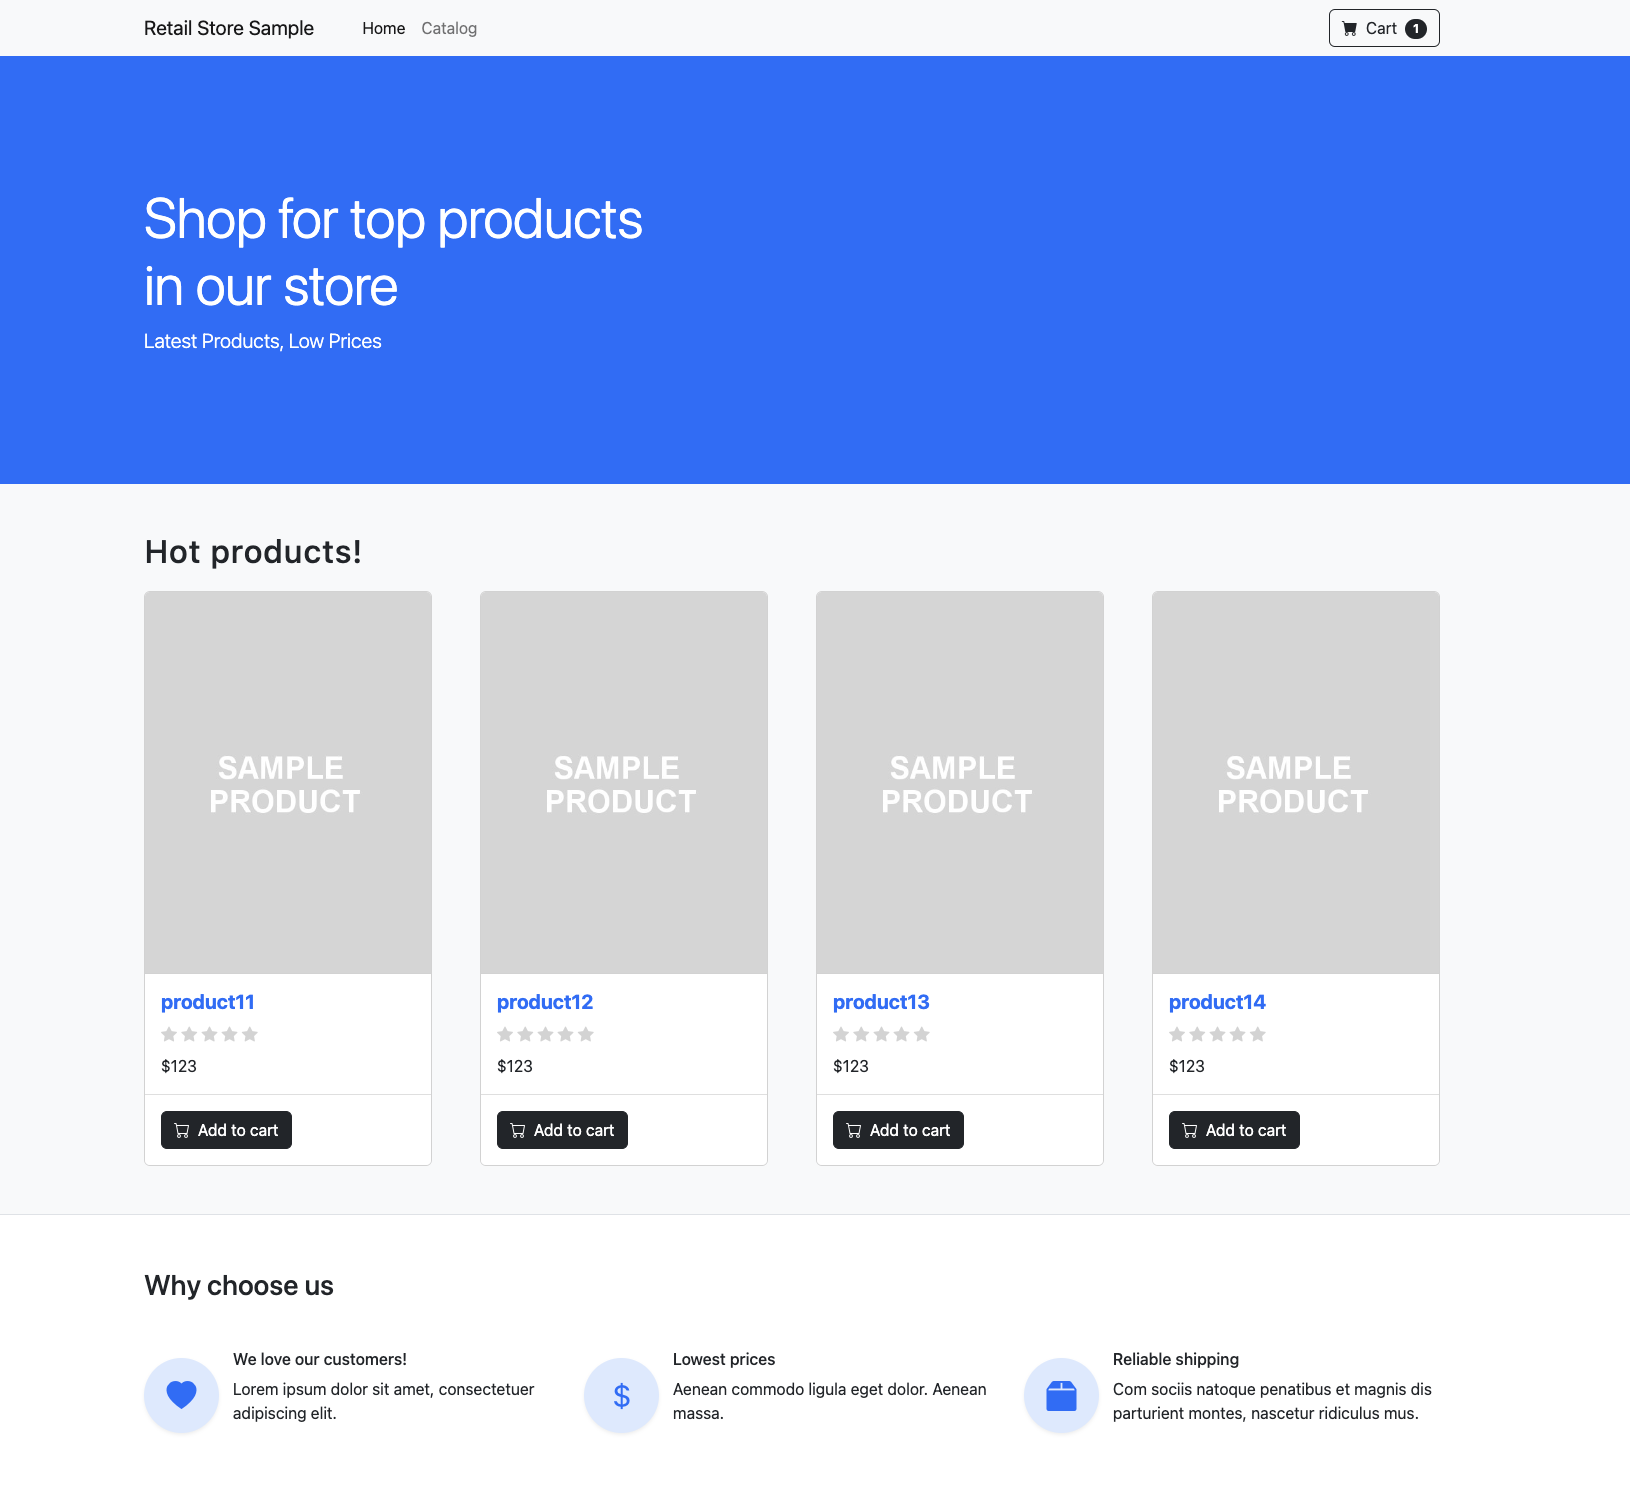 Retail Store Sample Home Catalog Cart 1
Shop for top products
in our store
Latest Products, Low Prices
Hot products!
SAMPLE
PRODUCT
product11
$123
Add to cart
SAMPLE
PRODUCT
product12
$123
Add to cart
SAMPLE
PRODUCT
product13
$123
Add to cart
SAMPLE
PRODUCT
product14
$123
Add to cart
Why choose us
We love our customers!
Lorem ipsum dolor sit amet, consectetuer
adipiscing elit.
$
Lowest prices
Aenean commodo ligula eget dolor. Aenean
massa.
Reliable shipping
Com sociis natoque penatibus et magnis dis
parturient montes, nascetur ridiculus mus.